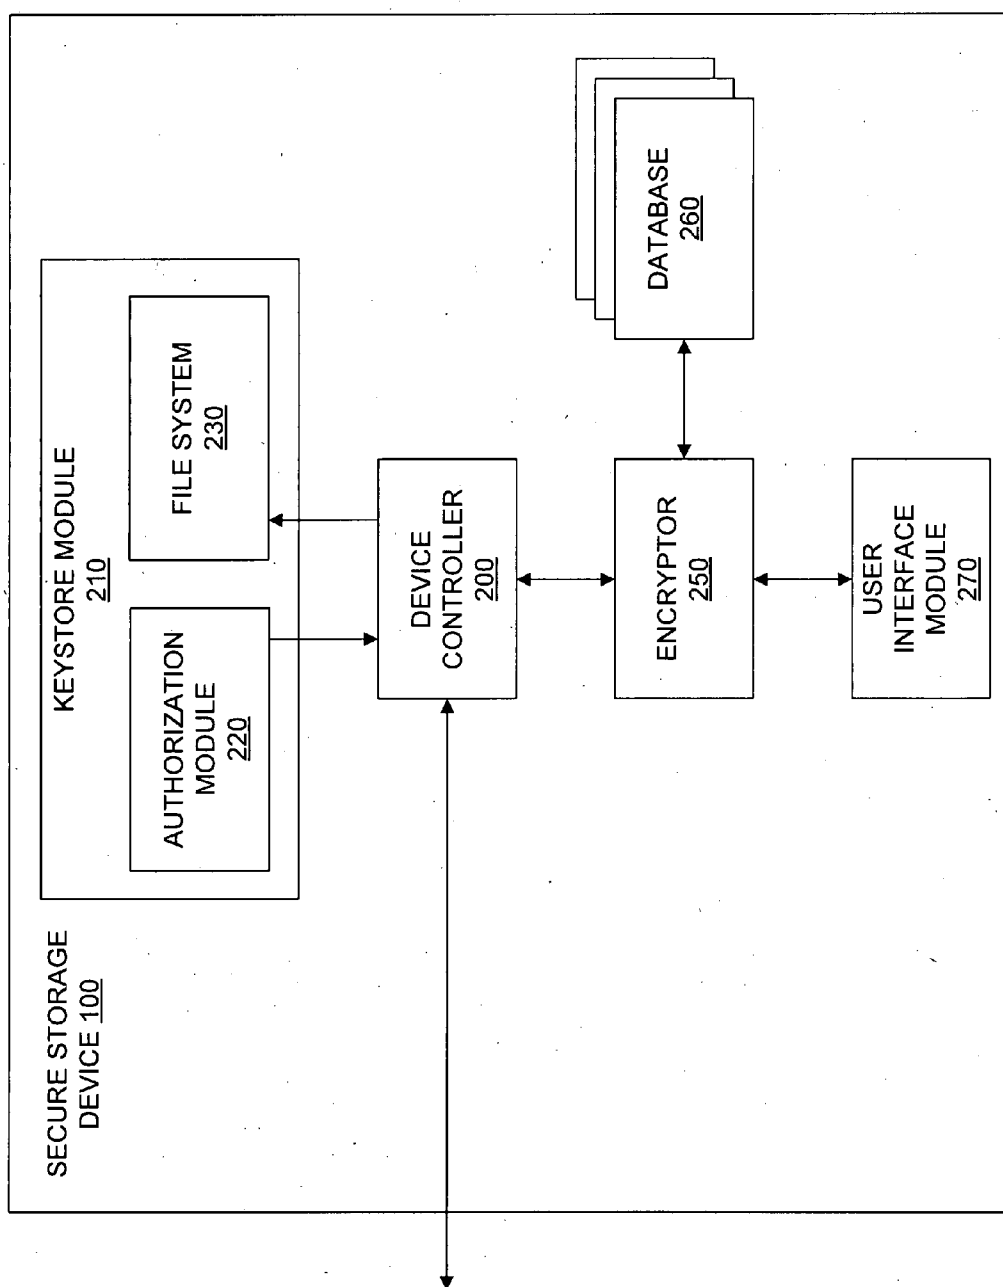 SECURE STORAGE
DEVICE 100
KEYSTORE MODULE
210
AUTHORIZATION
MODULE
220
FILE SYSTEM
230
DEVICE
CONTROLLER
200
ENCRYPTOR
250
DATABASE
260
USER
INTERFACE
MODULE
270